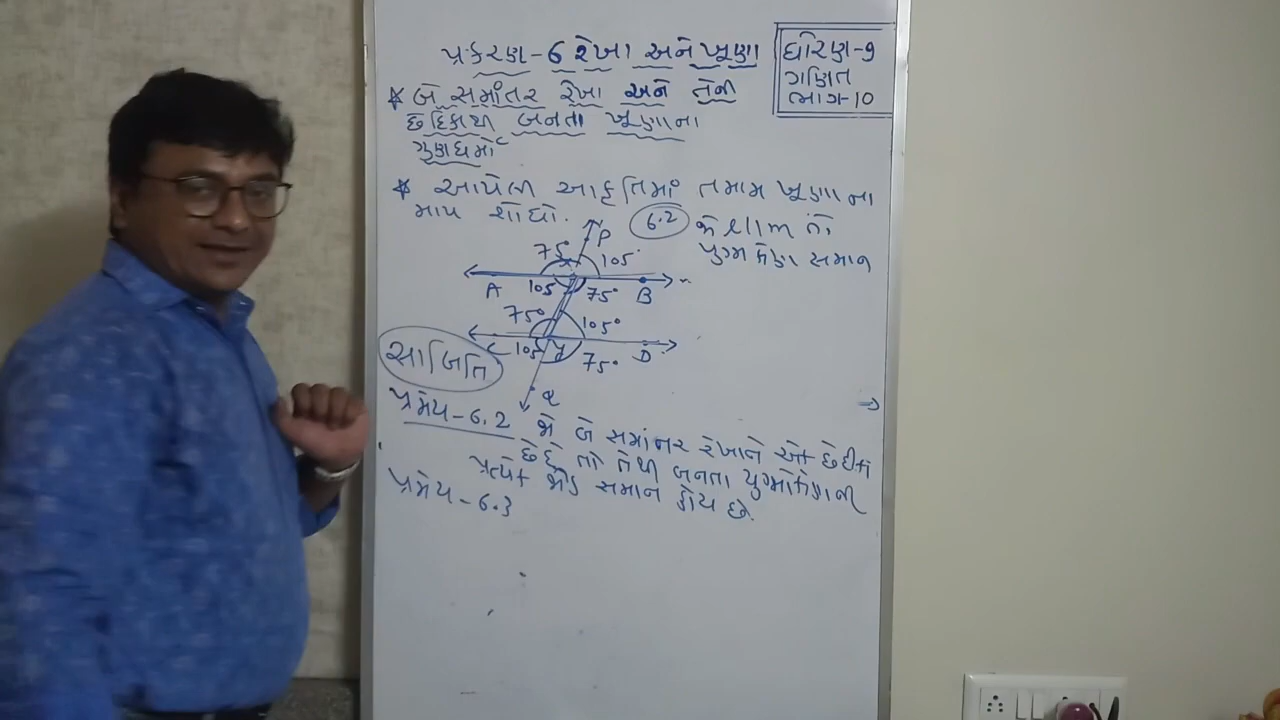 પ્રકરણ-6 રેખા અને ખૂણા
ધોરણ-9
ગણિત
ભાગ-10
* બે સમાંતર રેખા અને તેની
છેદિકાથી બનતા ખૂણાના
ગુણધર્મો
* આપેલી આકૃતિમાં તમામ ખૂણાના
માપ શોધો.
6.2 જો l||m તો
યુગ્મકોણ સમાન
P
75° 105°
A 105 75° B
75° 105°
C 105 y 75° D
Q
સાબિતિ
પ્રમેય-6.2 જો બે સમાંતર રેખાને એક છેદીકા
છેદે તો તેથી બનતા યુગ્મકોણની
પ્રત્યેક જોડ સમાન હોય છે.
પ્રમેય-6.3